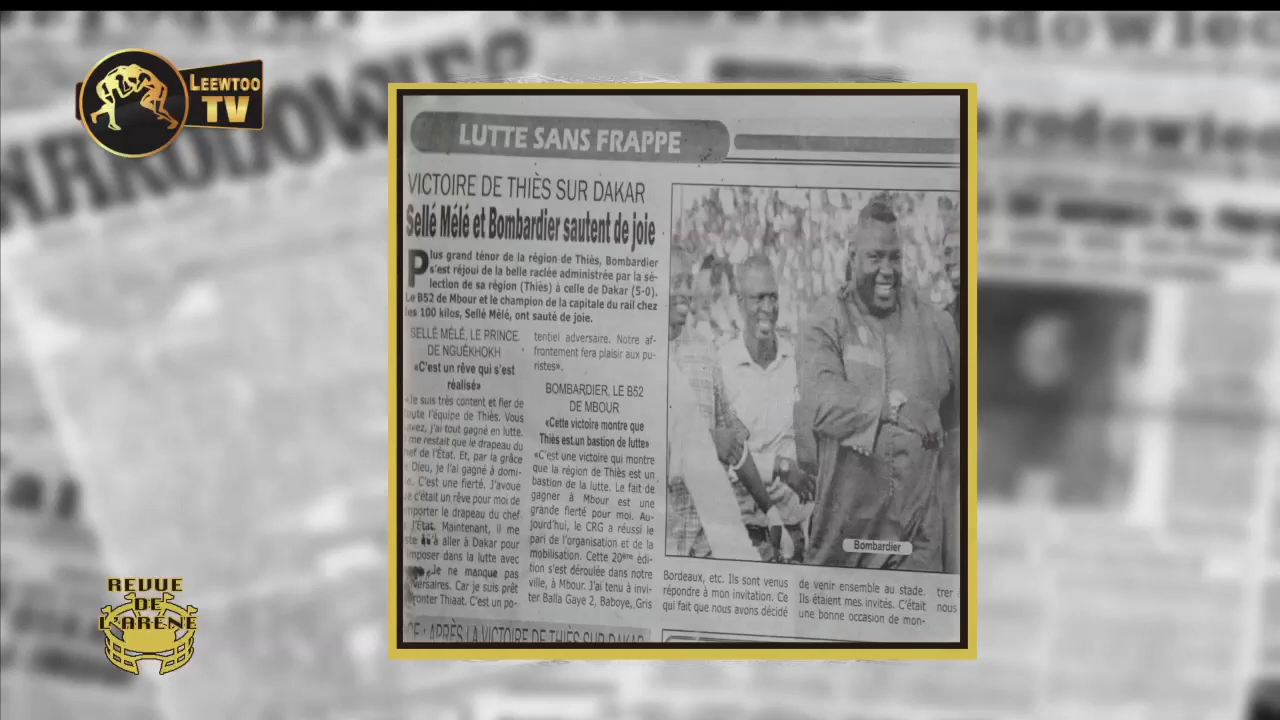 LEEWTOO
TV
NARODOWIEC
LUTTE SANS FRAPPE
VICTOIRE DE THIÈS SUR DAKAR
Sellé Mélé et Bombardier sautent de joie
Plus grand ténor de la région de Thiès, Bombardier
s'est réjoui de la belle raclée administrée par la sé-
lection de sa région (Thiès) à celle de Dakar (5-0).
Le B52 de Mbour et le champion de la capitale du rail chez
les 100 kilos, Sellé Mélé, ont sauté de joie.
SELLÉ MÉLÉ, LE PRINCE
DE NGUÉKHOKH
«C'est un rêve qui s'est
réalisé»
«Je suis très content et fier de
toute l'équipe de Thiès. Vous
avez, j'ai tout gagné en lutte.
me restait que le drapeau du
hef de l'État. Et, par la grâce
Dieu, je l'ai gagné à domi-
C'est une fierté. J'avoue
c'était un rêve pour moi de
mporter le drapeau du chef
l'État. Maintenant, il me
à aller à Dakar pour
imposer dans la lutte avec
Je ne manque pas
versaires. Car je suis prêt
ronter Thiaat. C'est un po-
tentiel adversaire. Notre af-
frontement fera plaisir aux pu-
ristes».
BOMBARDIER, LE B52
DE MBOUR
«Cette victoire montre que
Thiès est un bastion de lutte»
«C'est une victoire qui montre
que la région de Thiès est un
bastion de la lutte. Le fait de
gagner à Mbour est une
grande fierté pour moi. Au-
jourd'hui, le CRG a réussi le
pari de l'organisation et de la
mobilisation. Cette 20ème édi-
tion s'est déroulée dans notre
ville, à Mbour. J'ai tenu à invi-
ter Balla Gaye 2, Baboye, Gris
Bordeaux, etc. Ils sont venus
répondre à mon invitation. Ce
qui fait que nous avons décidé
de venir ensemble au stade.
Ils étaient mes invités. C'était
une bonne occasion de mon-
trer
nous
Bombardier
CE : APRÈS LA VICTOIRE DE THIÈS SUR DAKAR
REVUE
DE
L'ARÈNE